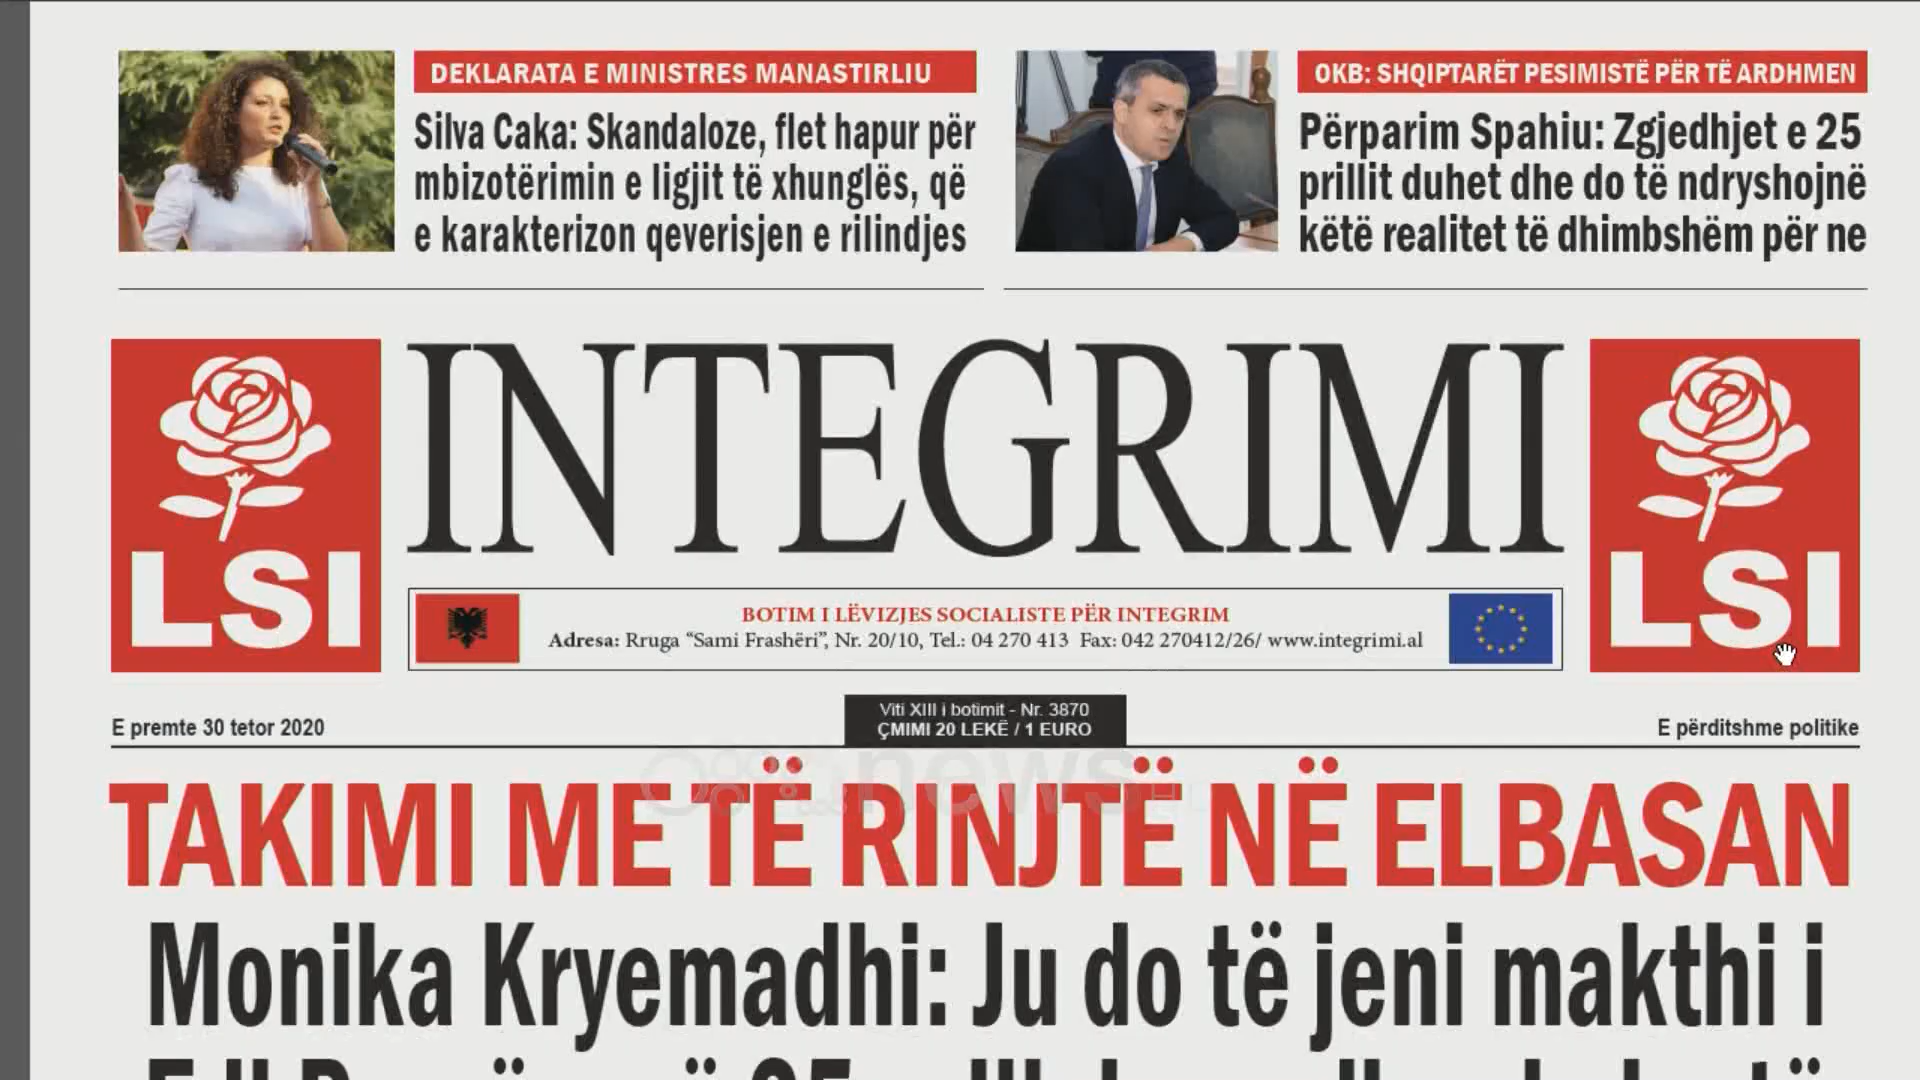 DEKLARATA E MINISTRES MANASTIRLIU
Silva Caka: Skandaloze, flet hapur për
mbizotërimin e ligjit të xhunglës, që
e karakterizon qeverisjen e rilindjes
OKB: SHQIPTARËT PESIMISTË PËR TË ARDHMEN
Përparim Spahiu: Zgjedhjet e 25
prillit duhet dhe do të ndryshojnë
këtë realitet të dhimbshëm për ne
LSI
INTEGRIMI
LSI
BOTIM I LËVIZJES SOCIALISTE PËR INTEGRIM
Adresa: Rruga “Sami Frashëri”, Nr. 20/10, Tel.: 04 270 413 Fax: 042 270412/26/ www.integrimi.al
E premte 30 tetor 2020
Viti XIII i botimit - Nr. 3870
ÇMIMI 20 LEKË / 1 EURO
E përditshme politike
news
TAKIMI ME TË RINJTË NË ELBASAN
Monika Kryemadhi: Ju do të jeni makthi i